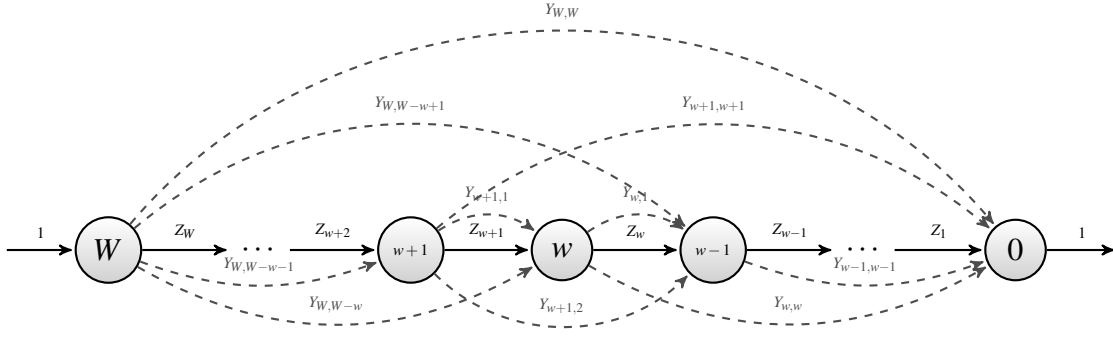 Y_{W,W}
Y_{W,W−w+1}
Y_{w+1,w+1}
Y_{w+1,1}
Y_{w,1}
1
W
Z_W
⋯
Z_{w+2}
w+1
Z_{w+1}
w
Z_w
w−1
Z_{w−1}
⋯
Z_1
0
1
Y_{W,W−w−1}
Y_{w−1,w−1}
Y_{W,W−w}
Y_{w+1,2}
Y_{w,w}